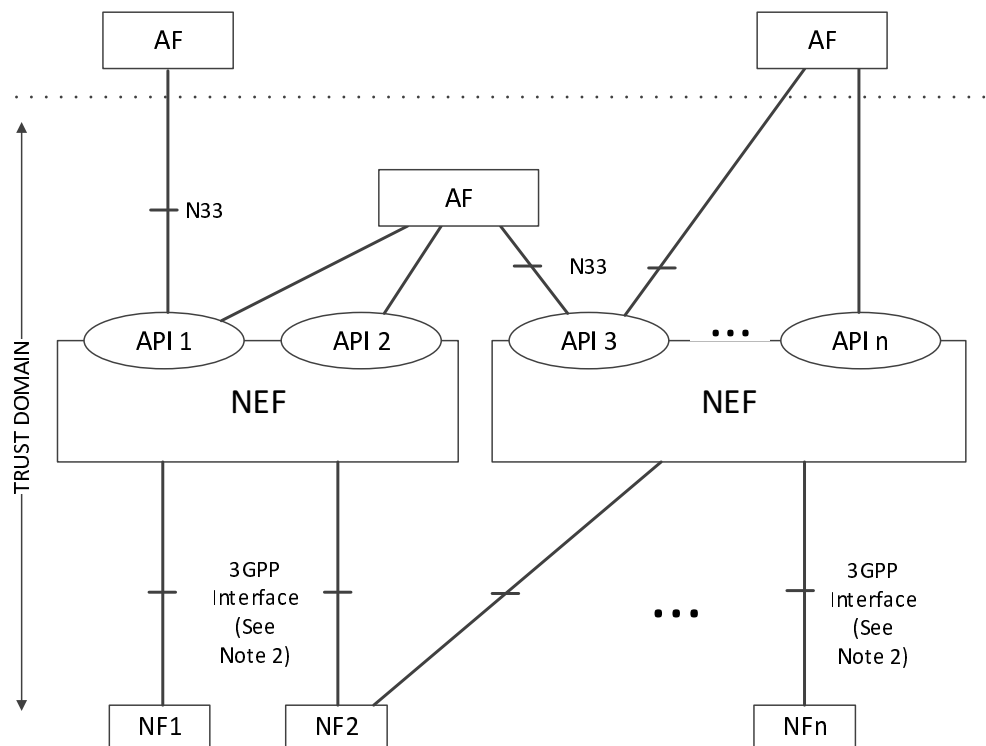 AF
AF
AF
N33
N33
API 1
API 2
API 3
...
API n
NEF
NEF
TRUST DOMAIN
3GPP
Interface
(See
Note 2)
3GPP
Interface
(See
Note 2)
...
NF1
NF2
NFn